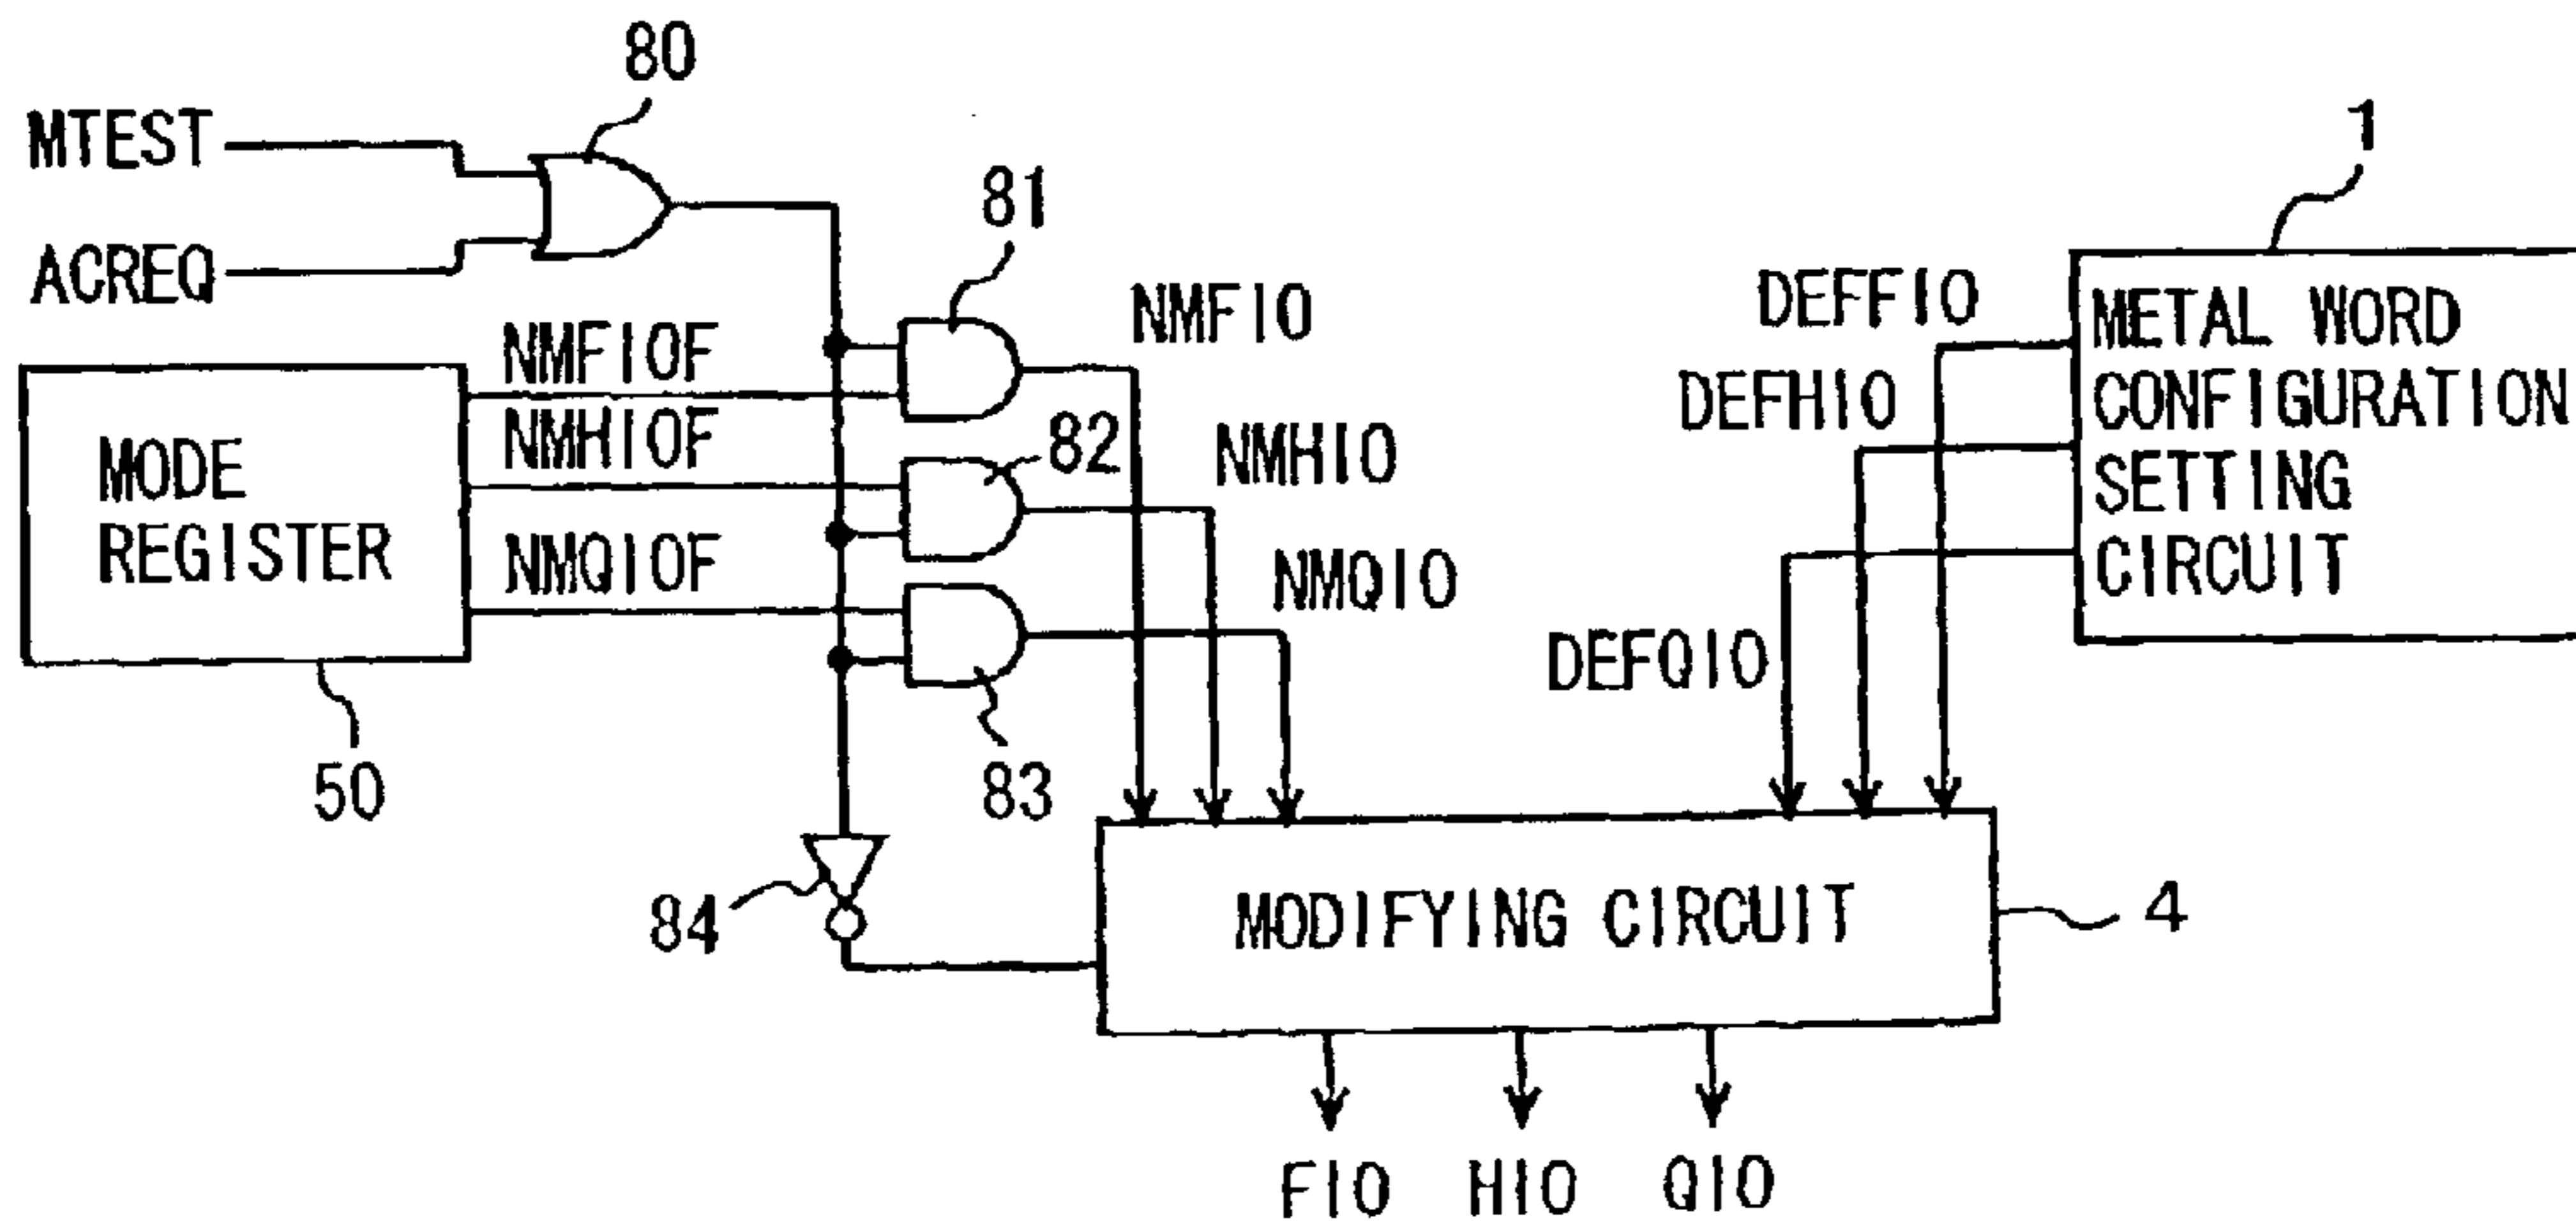 80
MTEST
ACREQ
81
1
NMFIO
DEFFIO
METAL WORD
CONFIGURATION
SETTING
CIRCUIT
NMFIOF
DEFHIO
NMHIOF
82
NMHIO
MODE
REGISTER
NMQIOF
NMQIO
DEFQIO
50
83
84
MODIFYING CIRCUIT
4
FIO HIO QIO